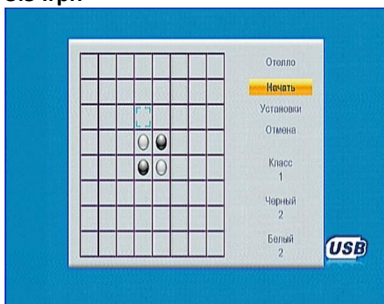 Отелло
Начать
Установки
Отмена
Класс
1
Черный
2
Белый
2
USB